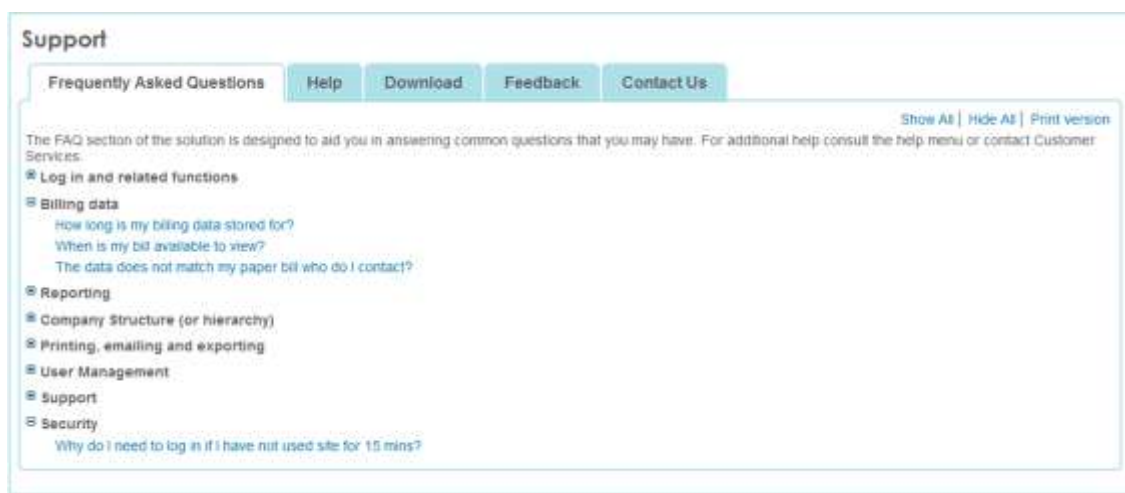 Support
Frequently Asked Questions
Help
Download
Feedback
Contact Us
Show All | Hide All | Print version
The FAQ section of the solution is designed to aid you in answering common questions that you may have. For additional help consult the help menu or contact Customer
Services.
Log in and related functions
Billing data
How long is my billing data stored for?
When is my bill available to view?
The data does not match my paper bill who do I contact?
Reporting
Company Structure (or hierarchy)
Printing, emailing and exporting
User Management
Support
Security
Why do I need to log in if I have not used site for 15 mins?